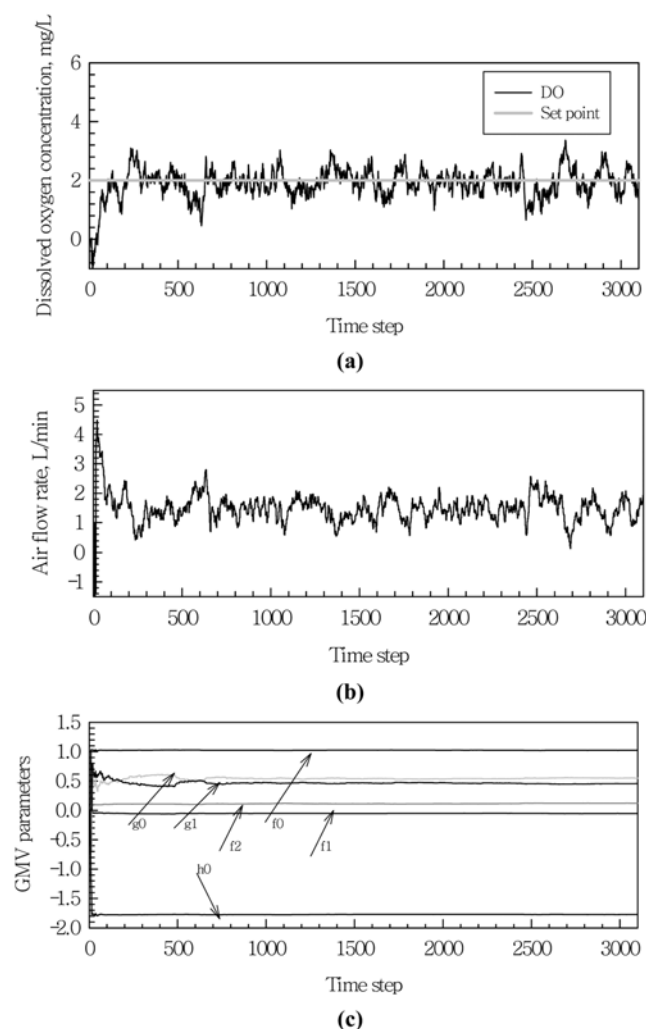 6
4
2
0
Dissolved oxygen concentration, mg/L
DO
Set point
0 500 1000 1500 2000 2500 3000
Time step
(a)
5
4
3
2
1
0
-1
Air flow rate, L/min
0 500 1000 1500 2000 2500 3000
Time step
(b)
1.5
1.0
0.5
0.0
-0.5
-1.0
-1.5
-2.0
GMV parameters
g0 g1 f2 f0 f1
h0
0 500 1000 1500 2000 2500 3000
Time step
(c)